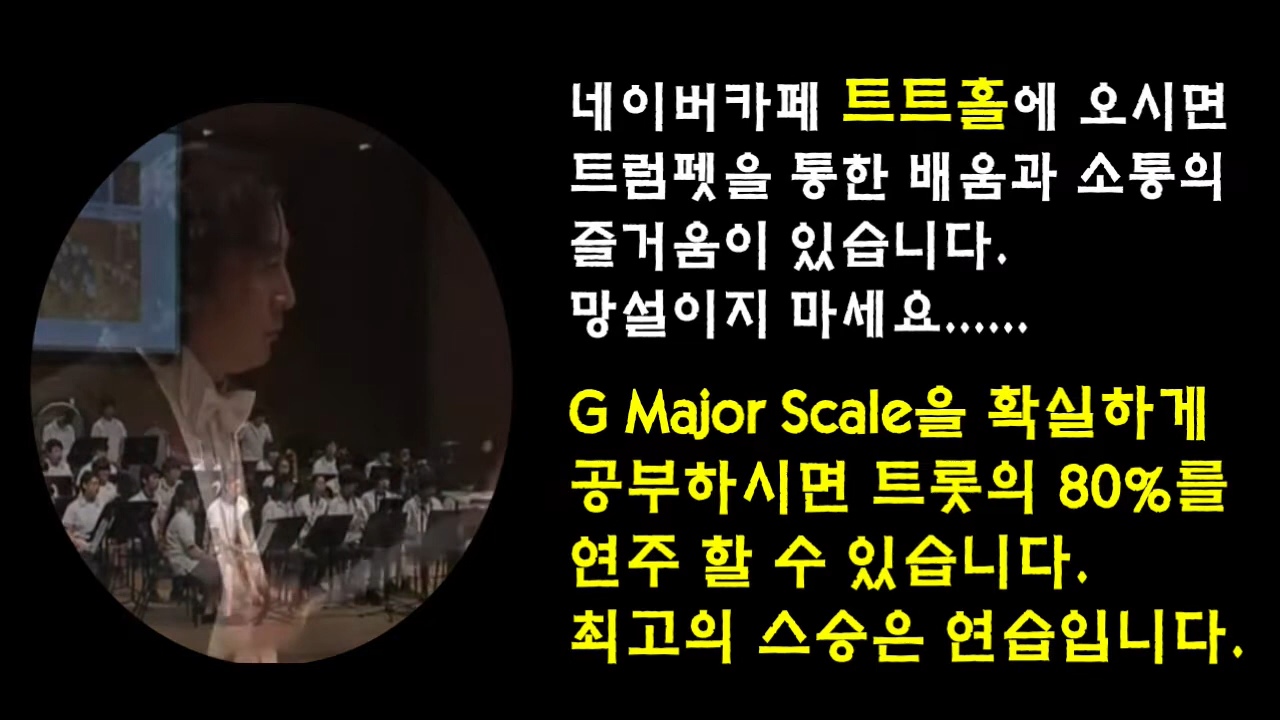 네이버카페 트트홀에 오시면
트럼펫을 통한 배움과 소통의
즐거움이 있습니다.
망설이지 마세요......
G Major Scale을 확실하게
공부하시면 트롯의 80%를
연주 할 수 있습니다.
최고의 스승은 연습입니다.